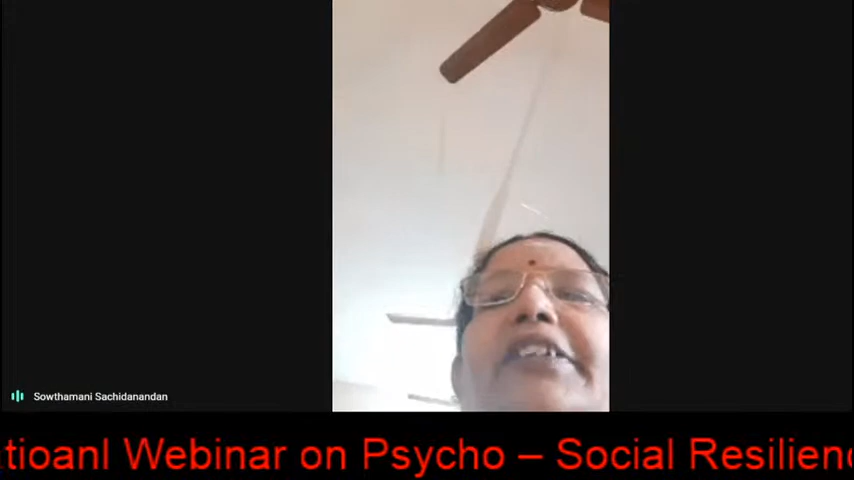 Sowthamani Sachidanandan
tioanl Webinar on Psycho – Social Resilienc